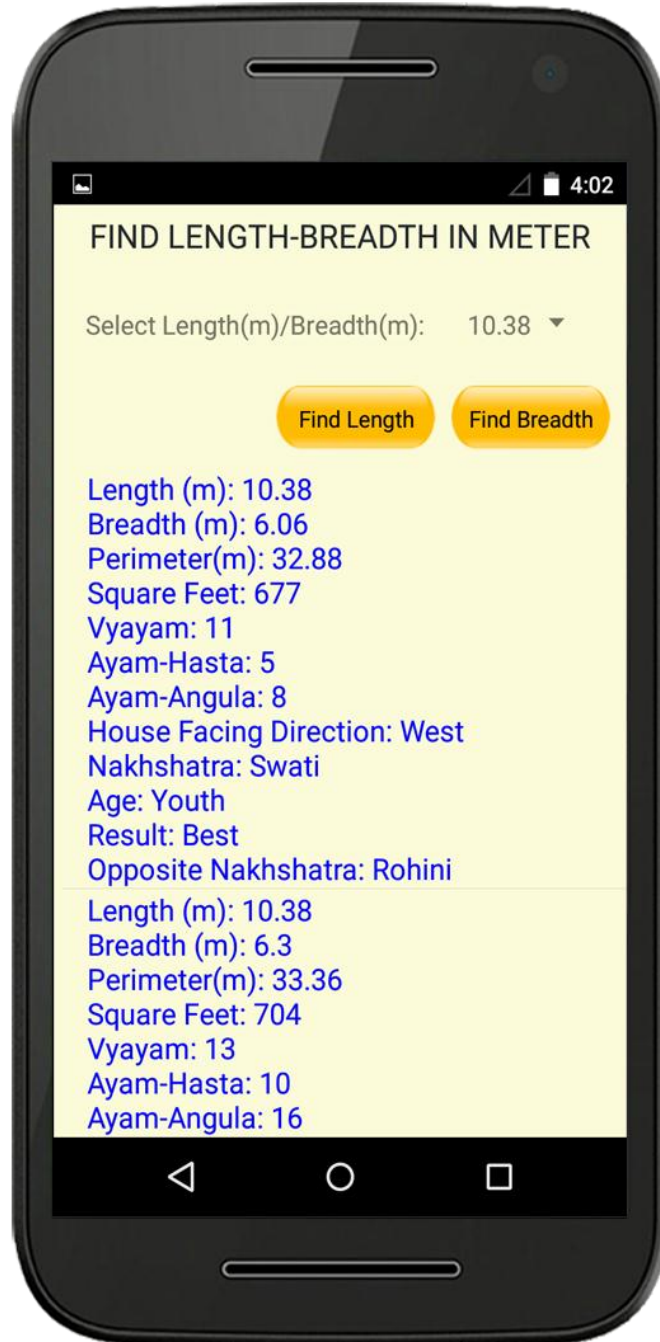 4:02
FIND LENGTH-BREADTH IN METER
Select Length(m)/Breadth(m): 10.38
Find Length Find Breadth
Length (m): 10.38
Breadth (m): 6.06
Perimeter(m): 32.88
Square Feet: 677
Vyayam: 11
Ayam-Hasta: 5
Ayam-Angula: 8
House Facing Direction: West
Nakhshatra: Swati
Age: Youth
Result: Best
Opposite Nakhshatra: Rohini
Length (m): 10.38
Breadth (m): 6.3
Perimeter(m): 33.36
Square Feet: 704
Vyayam: 13
Ayam-Hasta: 10
Ayam-Angula: 16